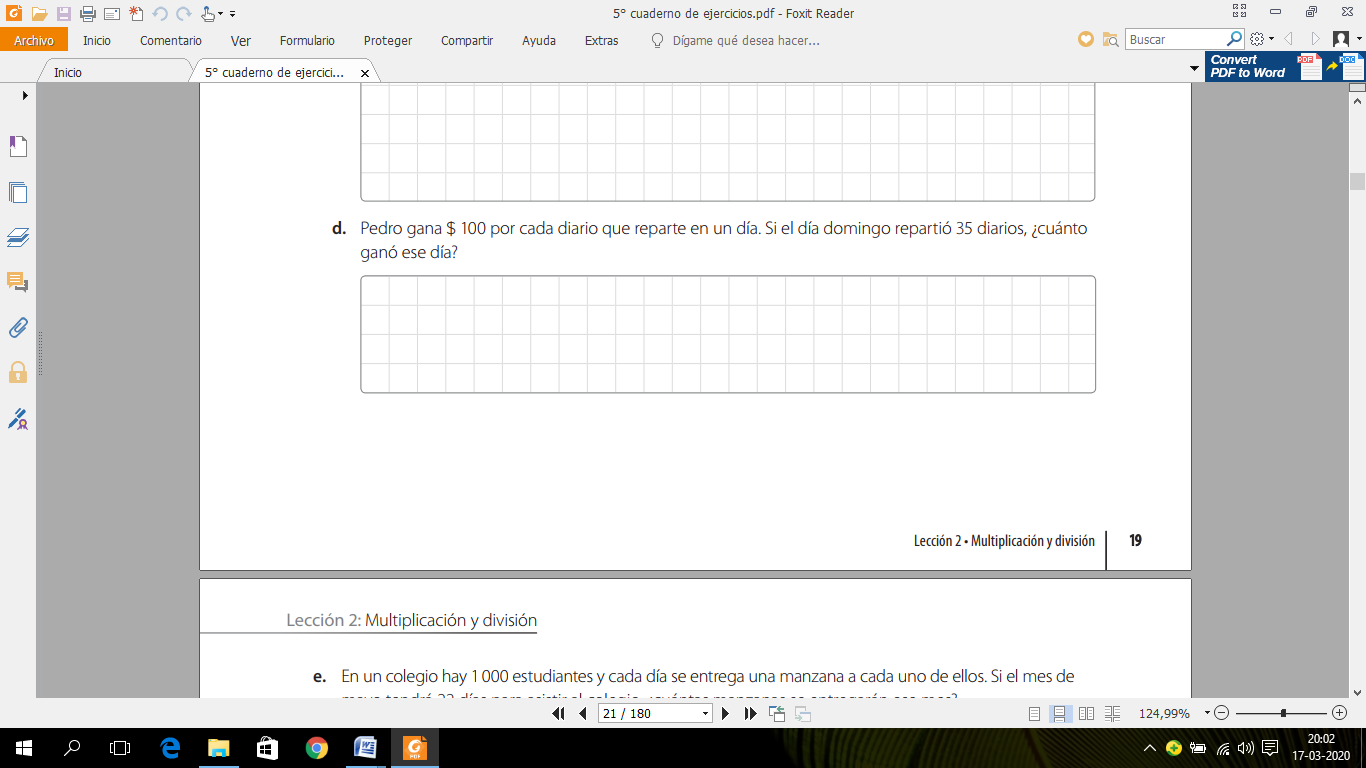 5° cuaderno de ejercicios.pdf - Foxit Reader
Archivo Inicio Comentario Ver Formulario Proteger Compartir Ayuda Extras Dígame qué desea hacer... Buscar
Inicio 5° cuaderno de ejercici... Convert
PDF to Word PDF DOC
d. Pedro gana $ 100 por cada diario que reparte en un día. Si el día domingo repartió 35 diarios, ¿cuánto
ganó ese día?
Lección 2 • Multiplicación y división 19
Lección 2: Multiplicación y división
e. En un colegio hay 1 000 estudiantes y cada día se entrega una manzana a cada uno de ellos. Si el mes de
21 / 180 124,99%
20:02
17-03-2020